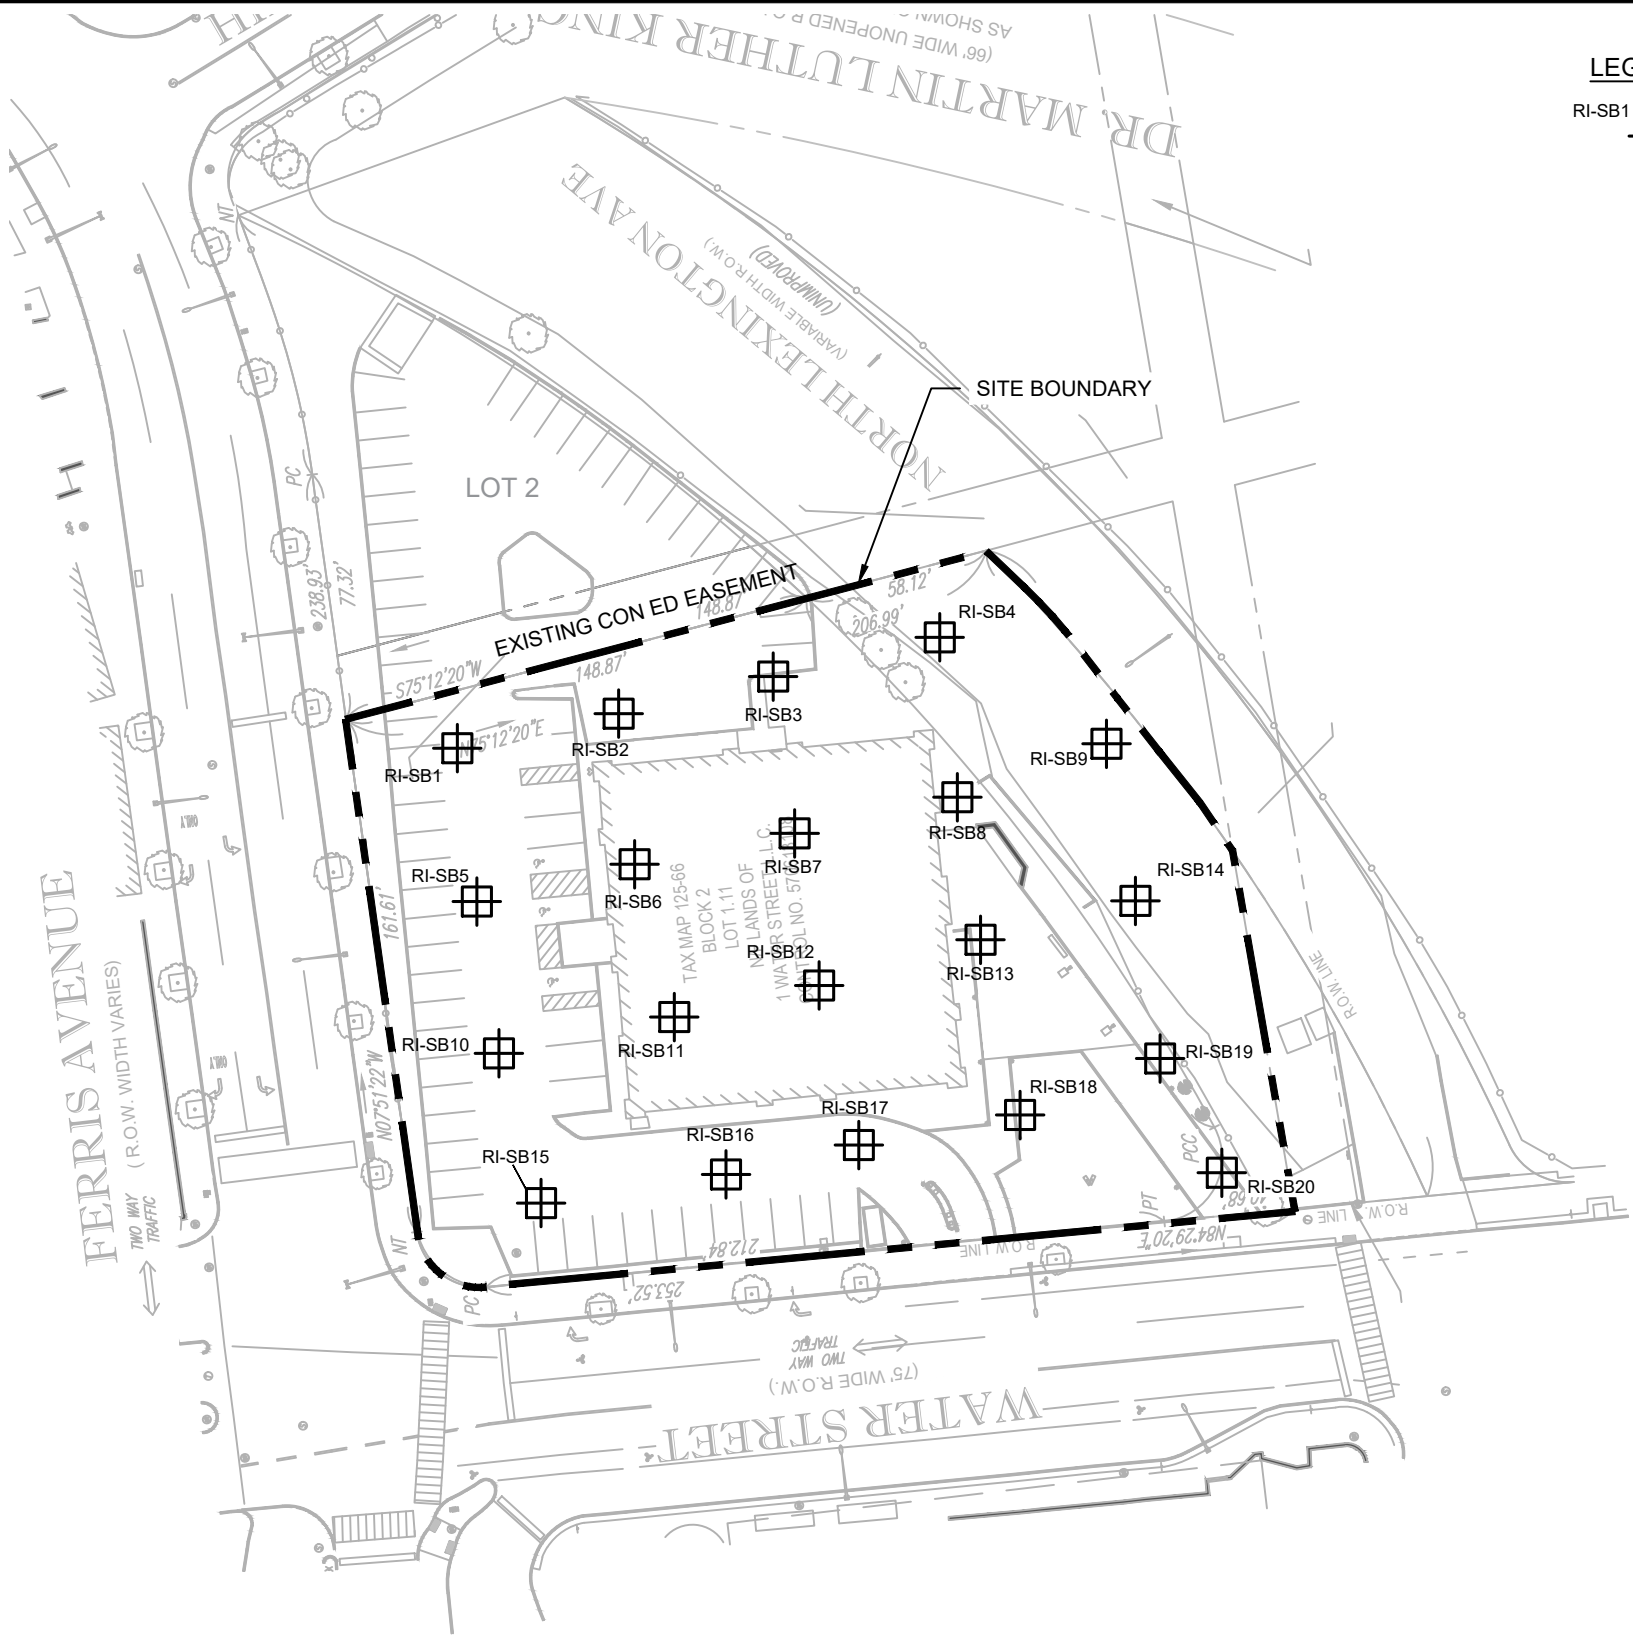 DR. MARTIN LUTHER KING
(66' WIDE UNOPENED
AS SHOWN
RI-SB1
NORTH LEXINGTON AVE
(VARIABLE WIDTH R.O.W.)
(UNIMPROVED)
SITE BOUNDARY
NT
PC
LOT 2
238.93'
77.32'
EXISTING CON ED EASEMENT
148.87'
58.12'
206.99'
S75°12'20"W
148.87'
N75°12'20"E
RI-SB4
RI-SB3
RI-SB2
RI-SB1
RI-SB9
RI-SB8
RI-SB7
RI-SB6
RI-SB5
RI-SB14
161.61'
TAX MAP 125-66
BLOCK 2
LOT 1.11
LANDS OF
1 WATER STREET L.L.C.
RI-SB12
RI-SB13
RI-SB11
RI-SB10
RI-SB19
RI-SB18
RI-SB17
RI-SB16
RI-SB15
RI-SB20
ONLY
ONLY
N07°51'22"W
R.O.W. LINE
PCC
PT
N84°29'20"E
R.O.W. LINE
R.O.W. LINE
212.84'
253.52'
NT
PC
FERRIS AVENUE
(R.O.W. WIDTH VARIES)
TWO WAY
TRAFFIC
TWO WAY
TRAFFIC
(75' WIDE R.O.W.)
WATER STREET